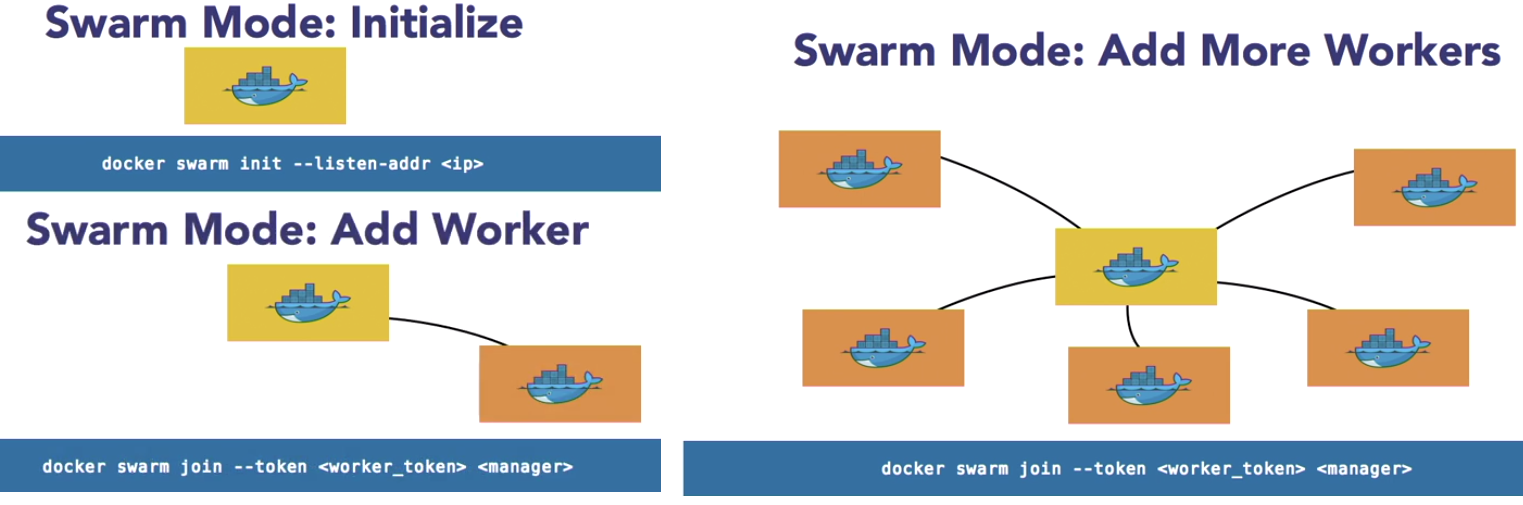 Swarm Mode: Initialize
docker swarm init --listen-addr <ip>
Swarm Mode: Add Worker
docker swarm join --token <worker_token> <manager>
Swarm Mode: Add More Workers
docker swarm join --token <worker_token> <manager>